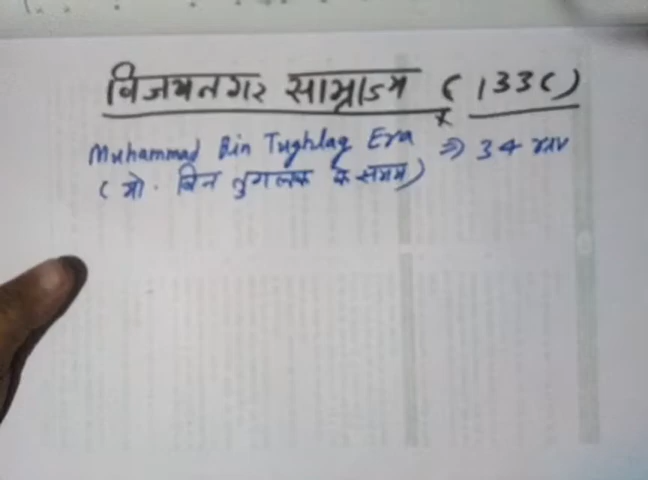 विजयनगर साम्राज्य ( 1336 )
Muhammad Bin Tughlaq Era ⇒ 34
( मो. बिन तुगलक के समय )